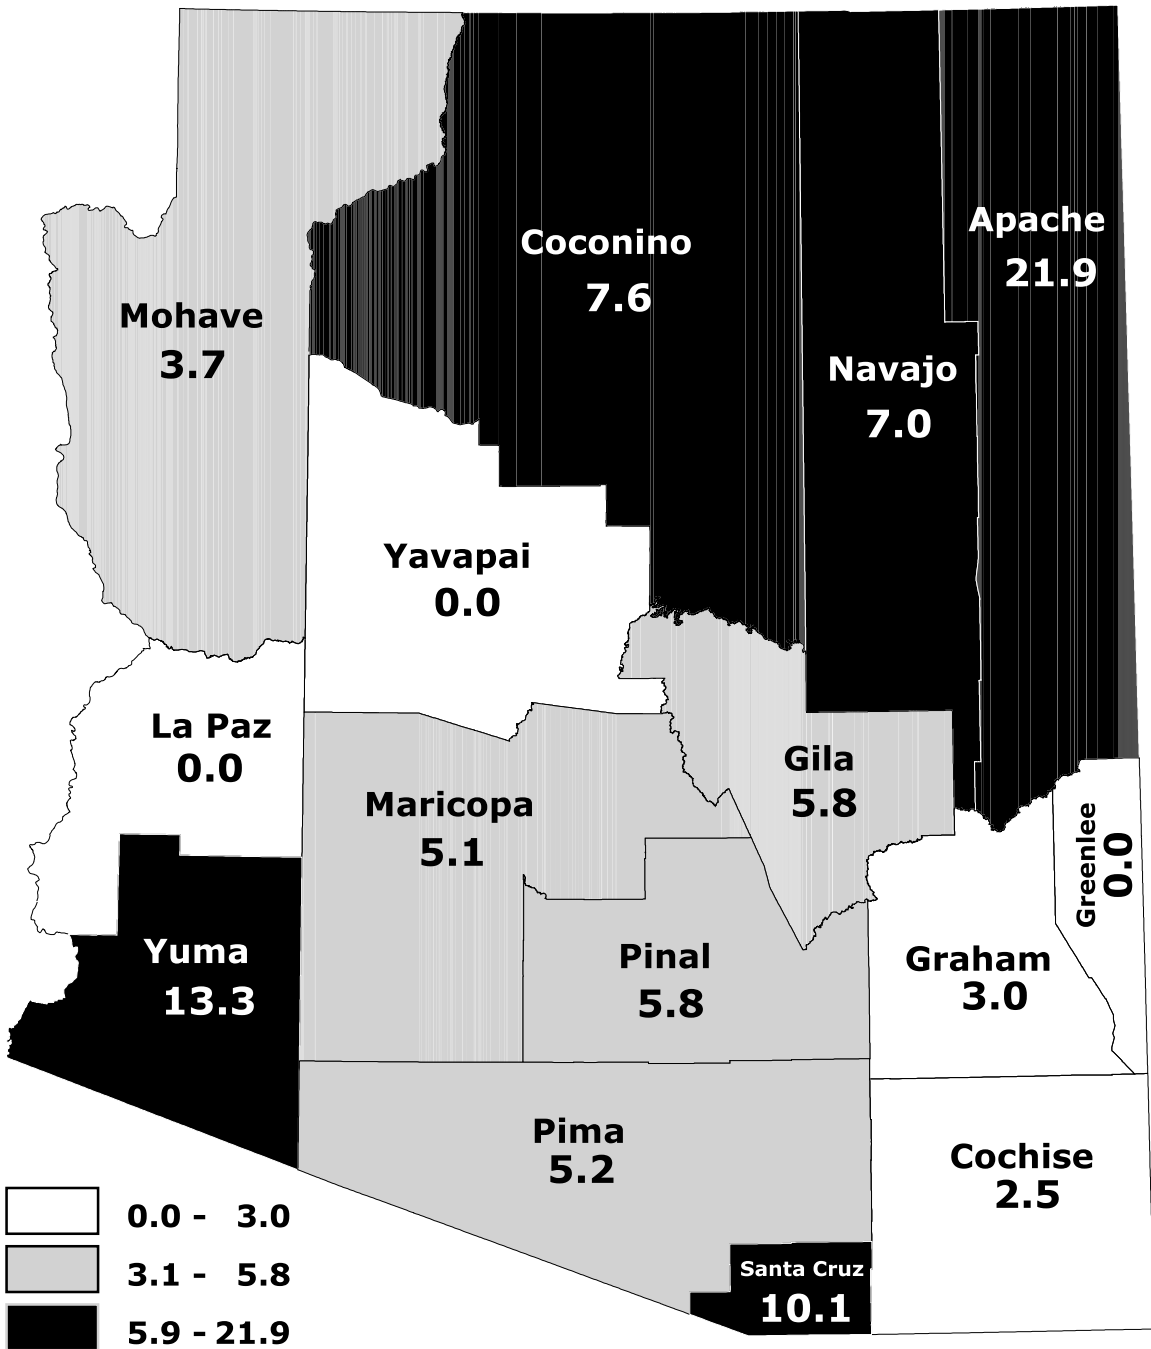 Apache
21.9
Coconino
7.6
Mohave
3.7
Navajo
7.0
Yavapai
0.0
La Paz
0.0
Gila
5.8
Maricopa
5.1
Greenlee
0.0
Yuma
13.3
Pinal
5.8
Graham
3.0
Pima
5.2
Cochise
2.5
Santa Cruz
10.1
0.0 - 3.0
3.1 - 5.8
5.9 - 21.9